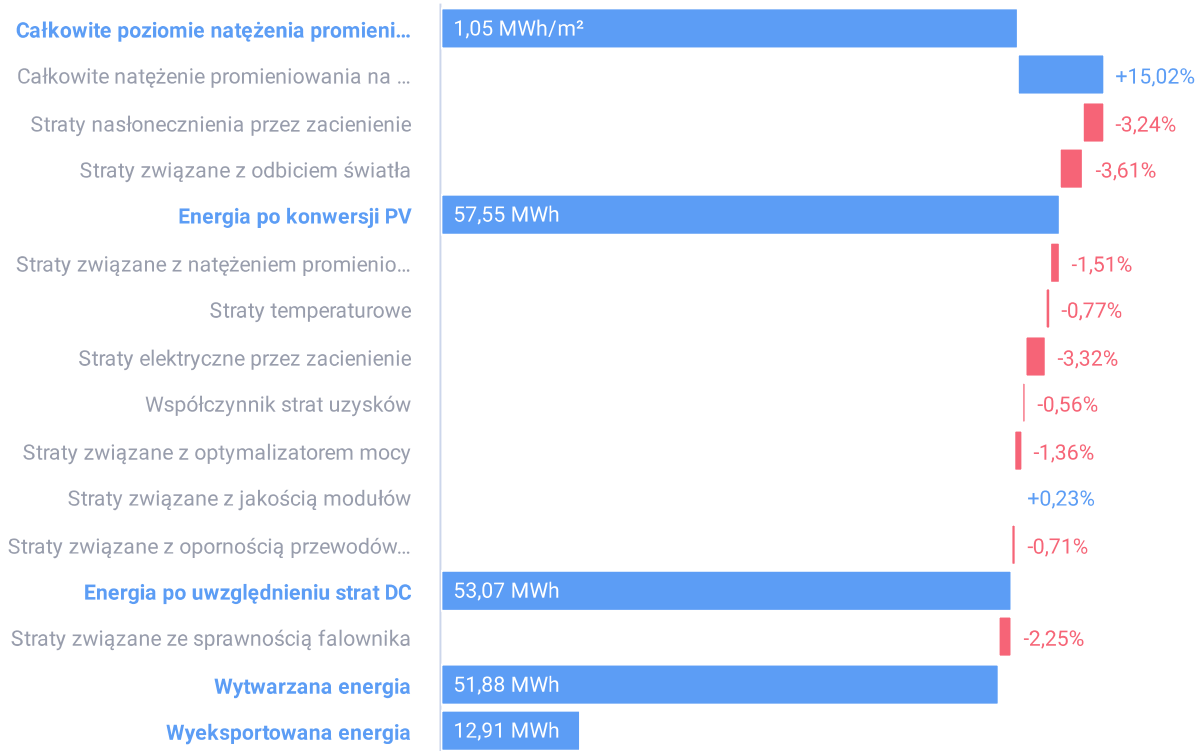 Całkowite poziomie natężenia promieni... 1,05 MWh/m²
Całkowite natężenie promieniowania na ... +15,02%
Straty nasłonecznienia przez zacienienie -3,24%
Straty związane z odbiciem światła -3,61%
Energia po konwersji PV 57,55 MWh
Straty związane z natężeniem promienio... -1,51%
Straty temperaturowe -0,77%
Straty elektryczne przez zacienienie -3,32%
Współczynnik strat uzysków -0,56%
Straty związane z optymalizatorem mocy -1,36%
Straty związane z jakością modułów +0,23%
Straty związane z opornością przewodów... -0,71%
Energia po uwzględnieniu strat DC 53,07 MWh
Straty związane ze sprawnością falownika -2,25%
Wytwarzana energia 51,88 MWh
Wyeksportowana energia 12,91 MWh